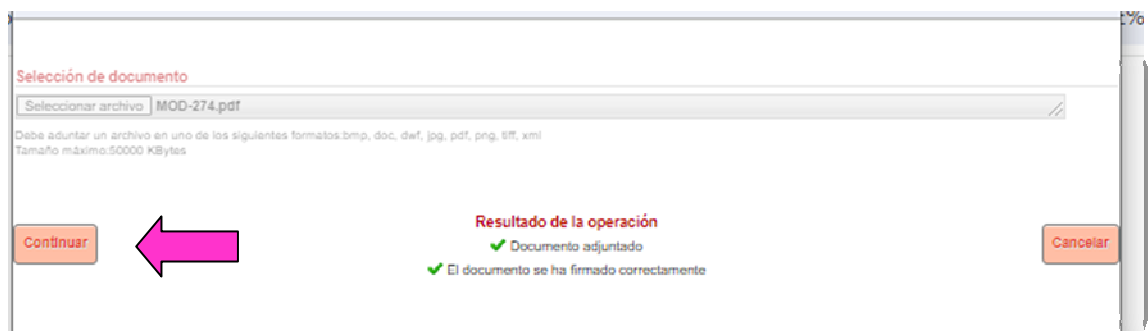 Selección de documento
Seleccionar archivo MOD-274.pdf
Debe aduntar un archivo en uno de los siguientes formatos:bmp, doc, dwf, jpg, pdf, png, tiff, xml
Tamaño máximo:50000 KBytes
Resultado de la operación
Continuar
Documento adjuntado
Cancelar
El documento se ha firmado correctamente